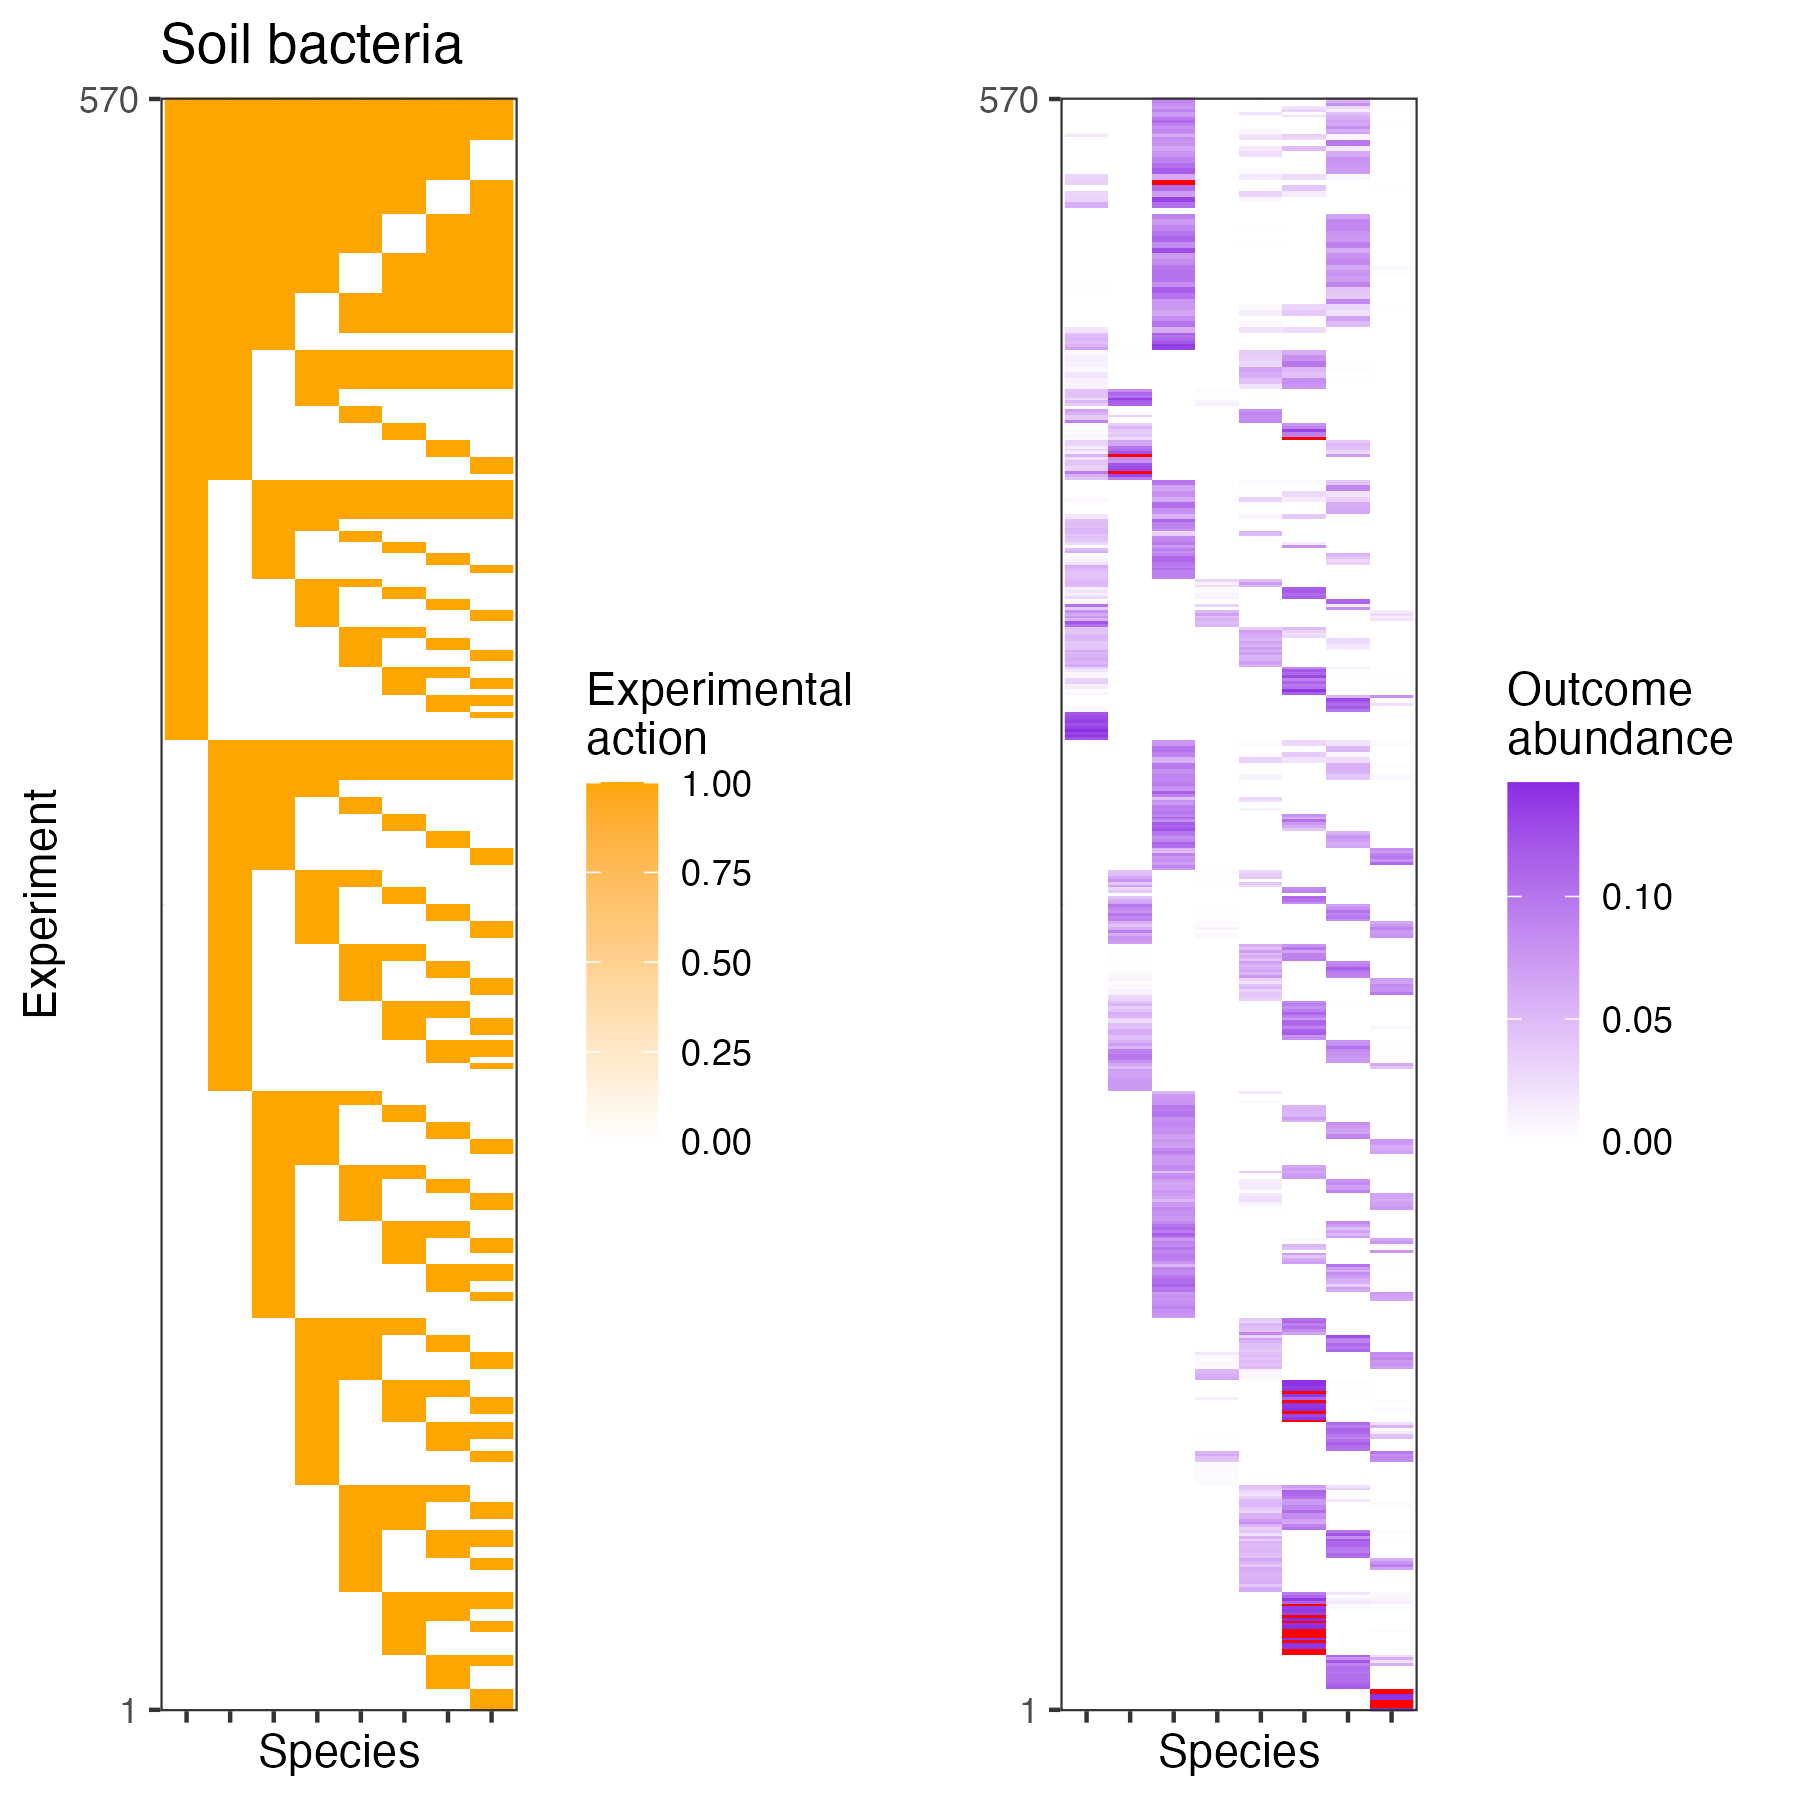 Soil bacteria
570
1
Experiment
Species
Experimental
action
1.00
0.75
0.50
0.25
0.00
570
1
Species
Outcome
abundance
0.10
0.05
0.00